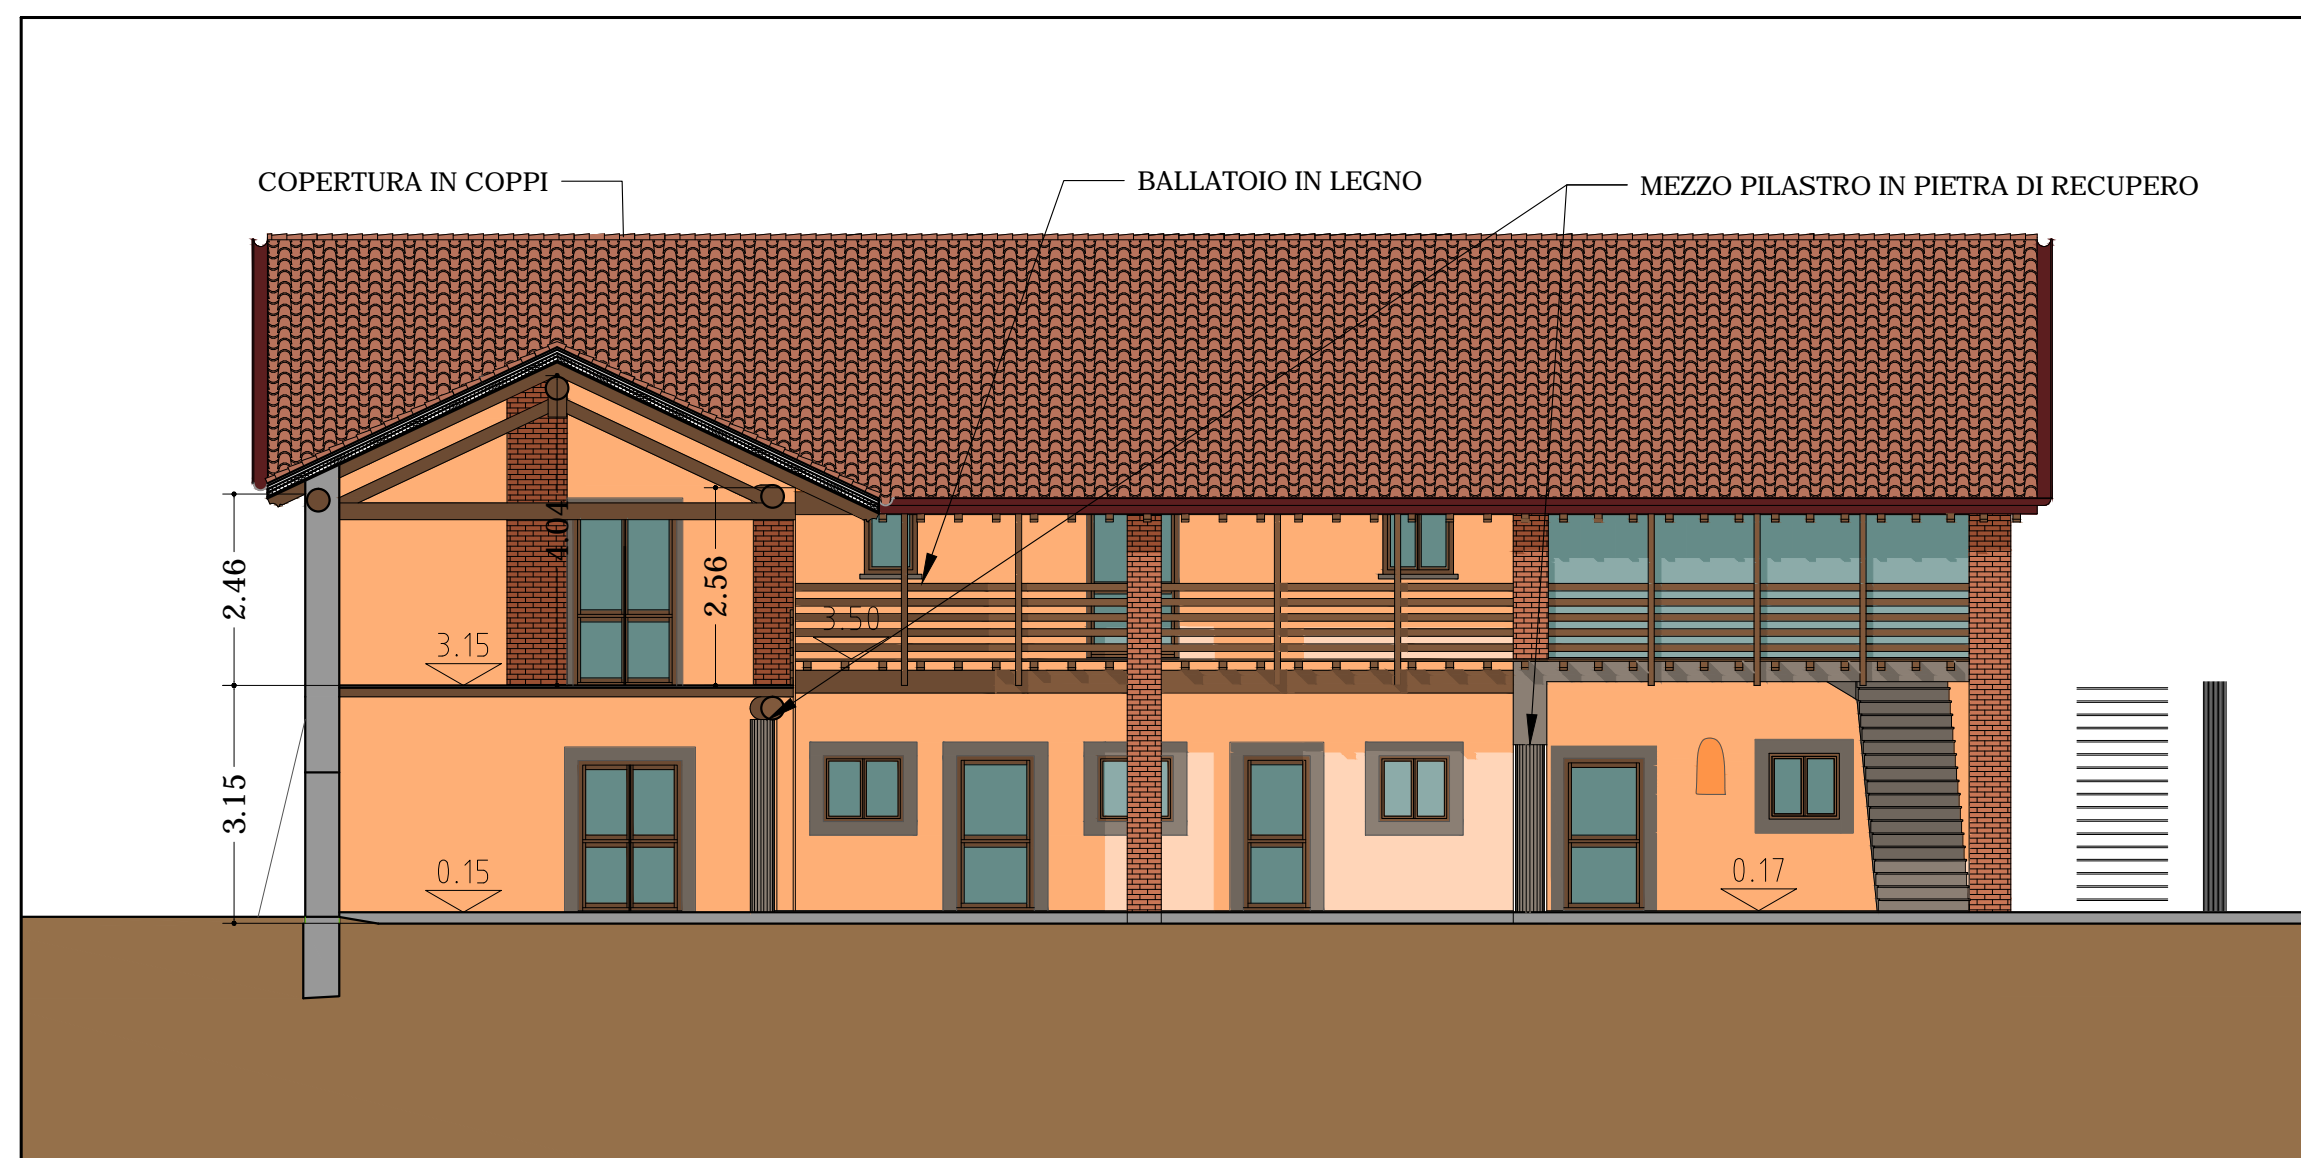 COPERTURA IN COPPI
BALLATOIO IN LEGNO
MEZZO PILASTRO IN PIETRA DI RECUPERO
4.04
2.46
2.56
3.50
3.15
3.15
0.15
0.17